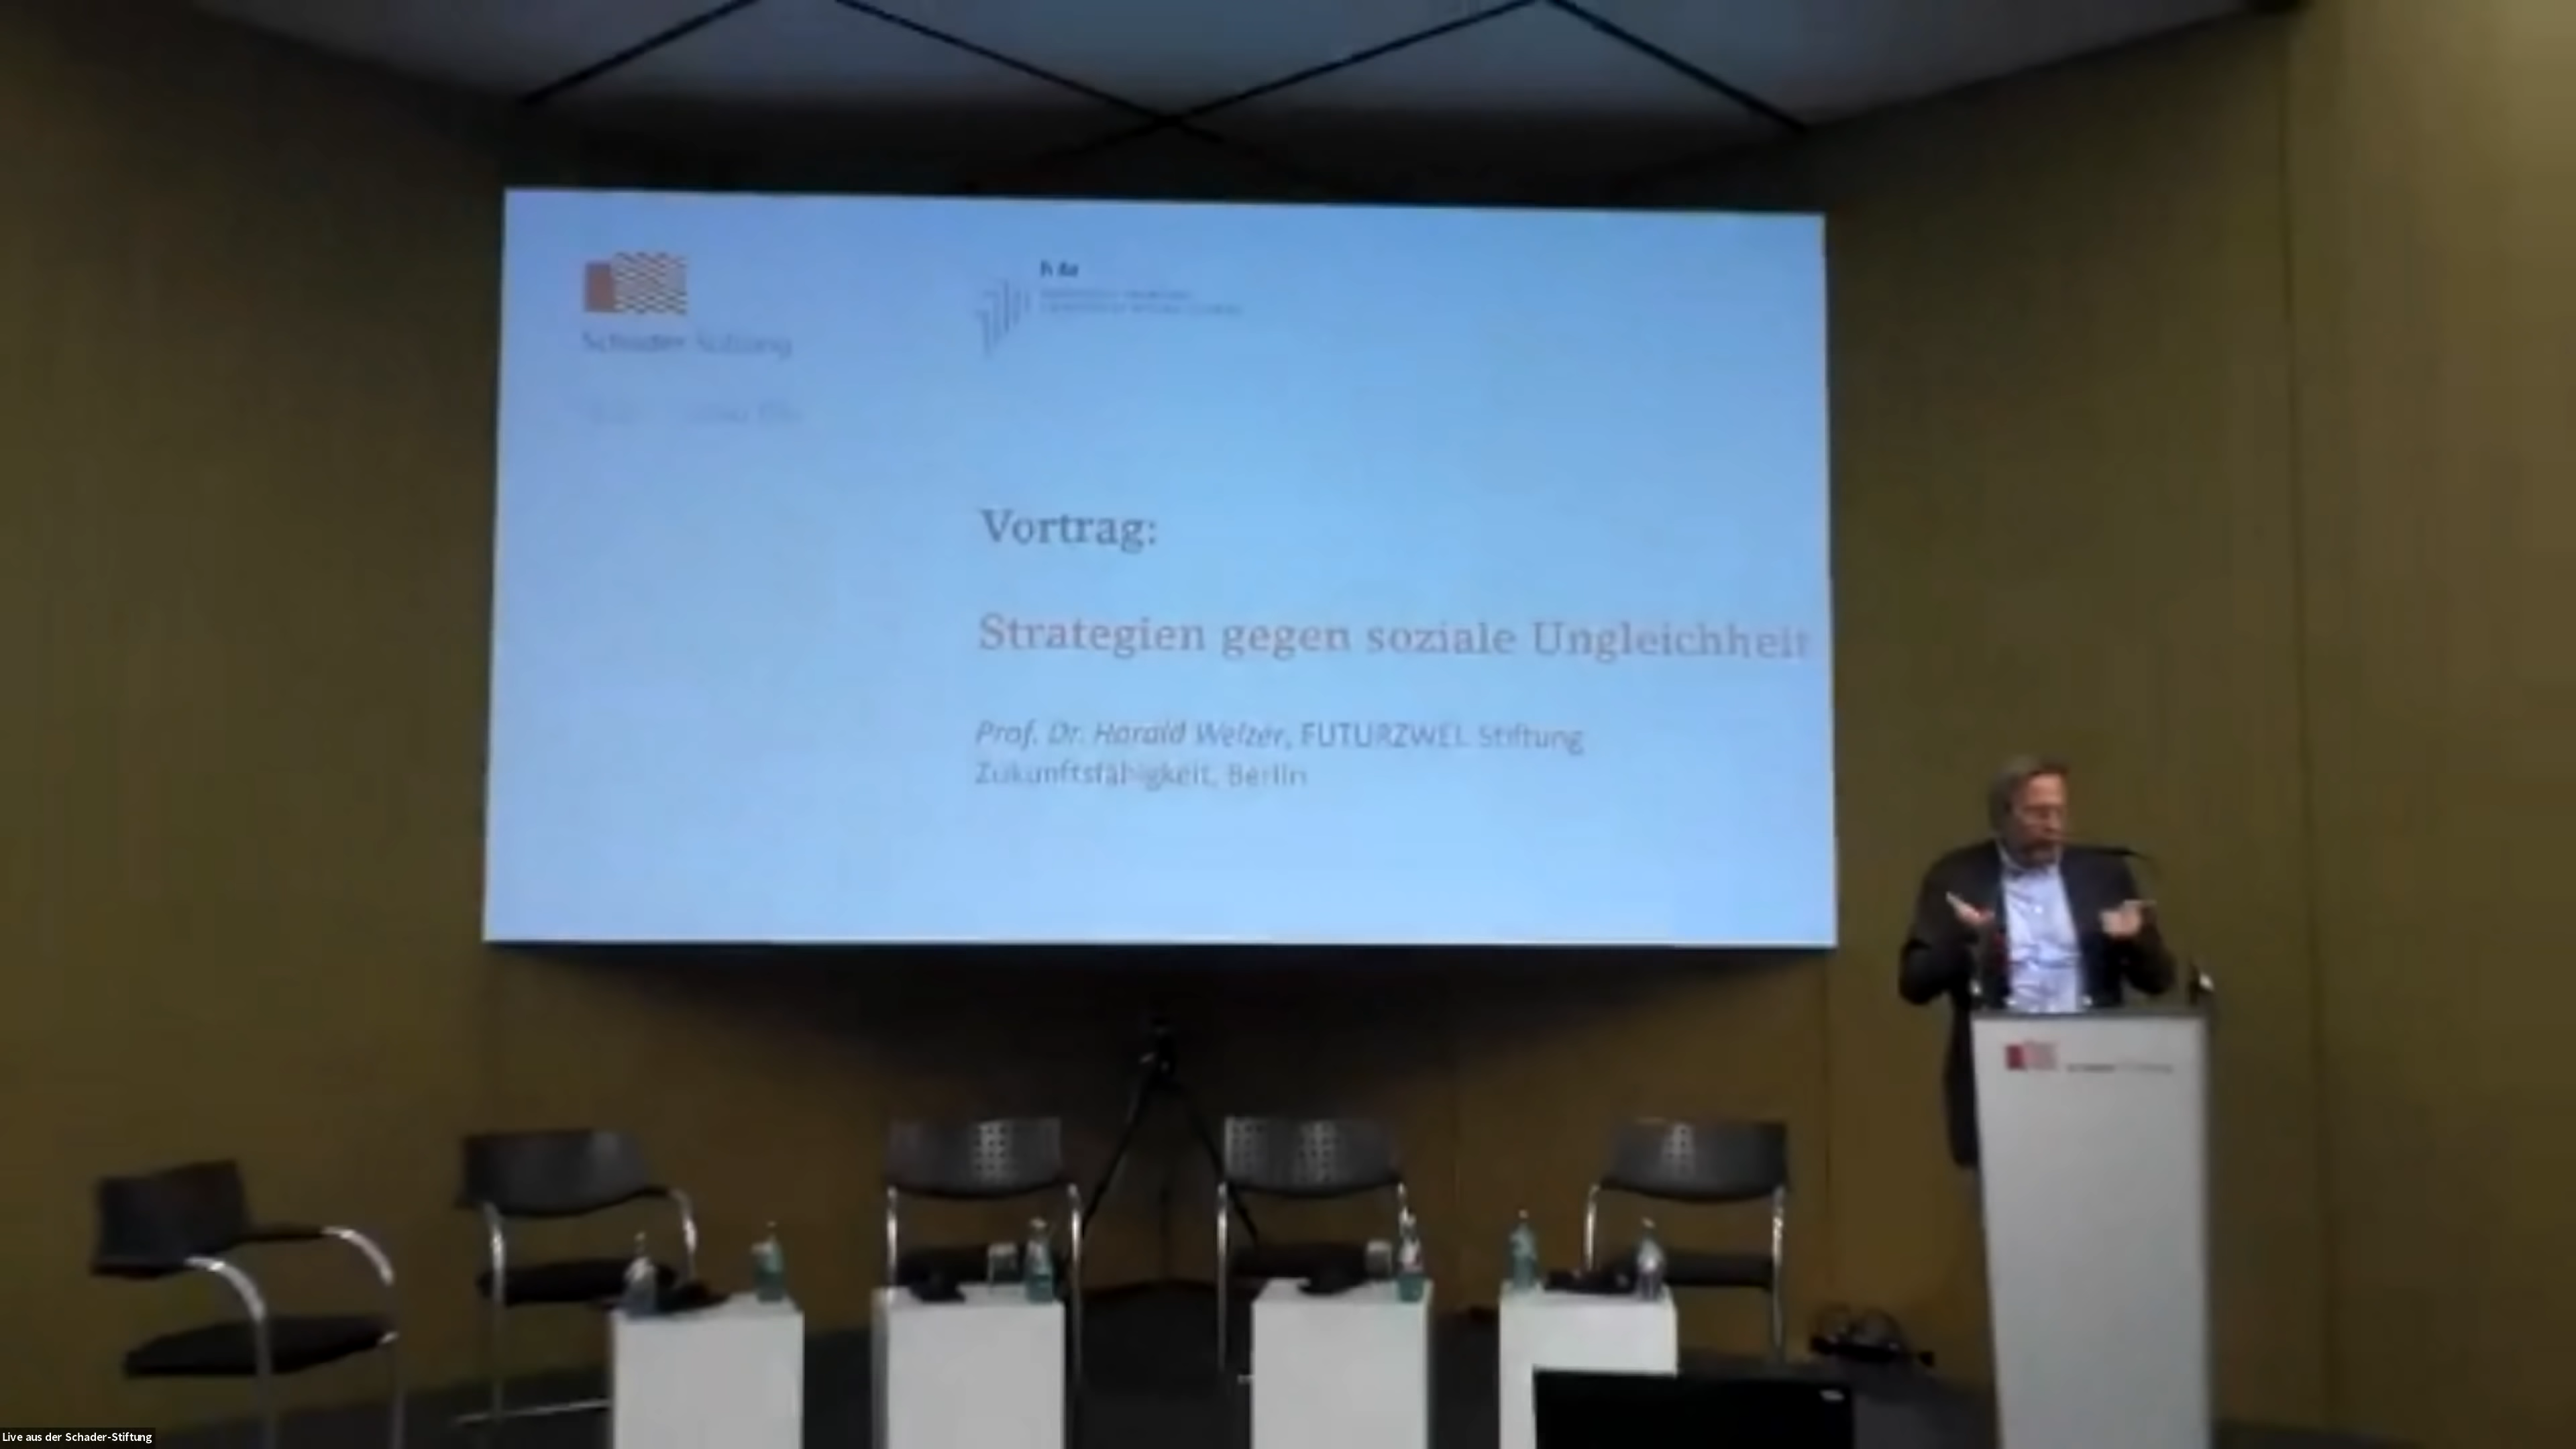 Schader Stiftung
h da
Vortrag:
Strategien gegen soziale Ungleichheit
Prof. Dr. Harald Welzer, FUTURZWEI Stiftung
Zukunftsfähigkeit, Berlin
Live aus der Schader-Stiftung